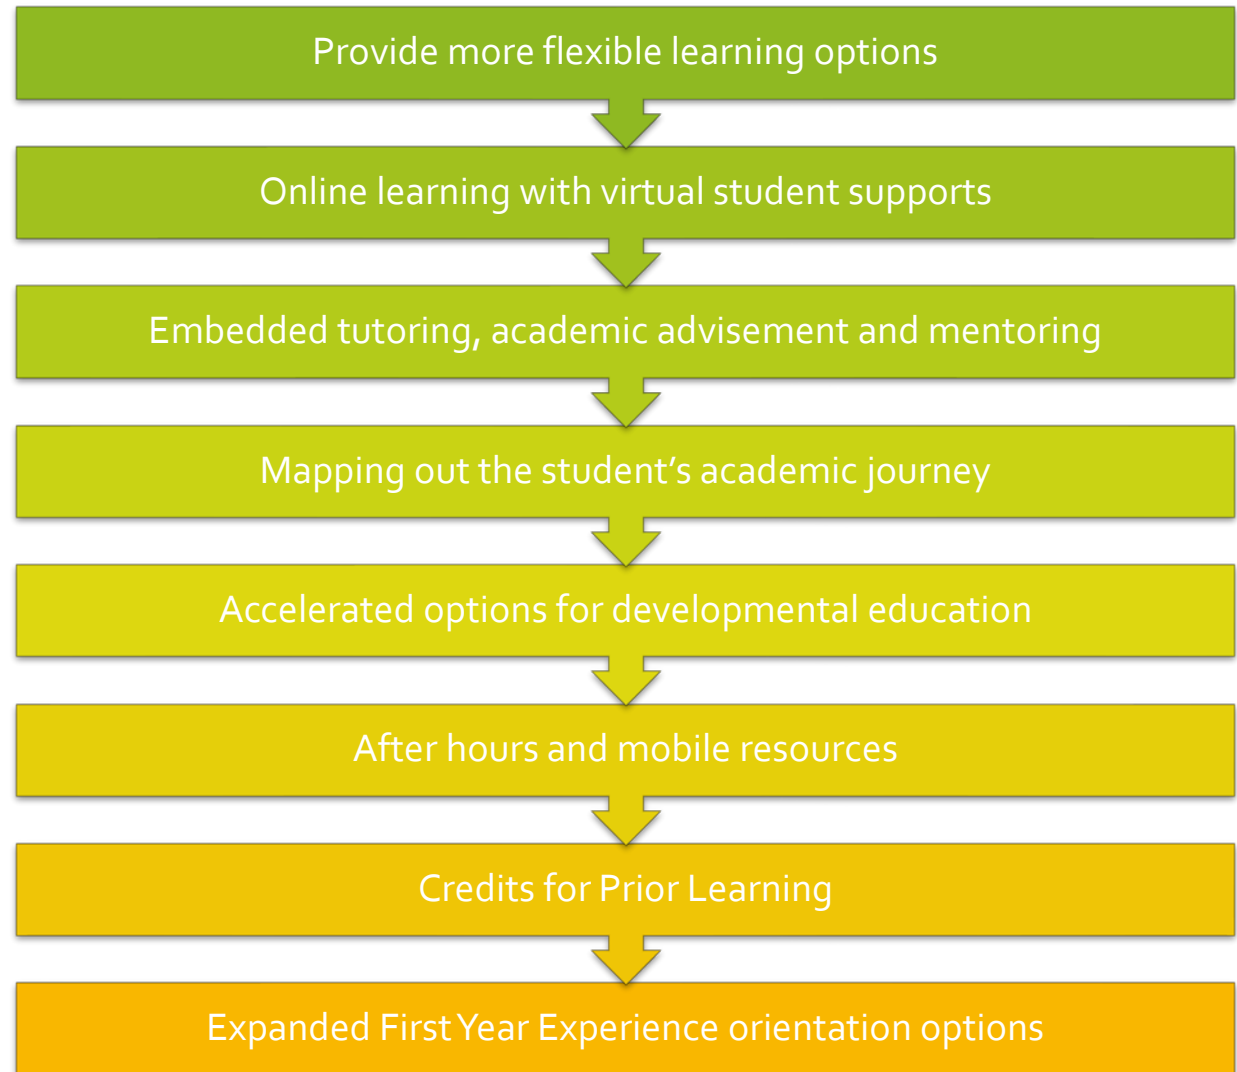 Provide more flexible learning options
Online learning with virtual student supports
Embedded tutoring, academic advisement and mentoring
Mapping out the student’s academic journey
Accelerated options for developmental education
After hours and mobile resources
Credits for Prior Learning
Expanded First Year Experience orientation options